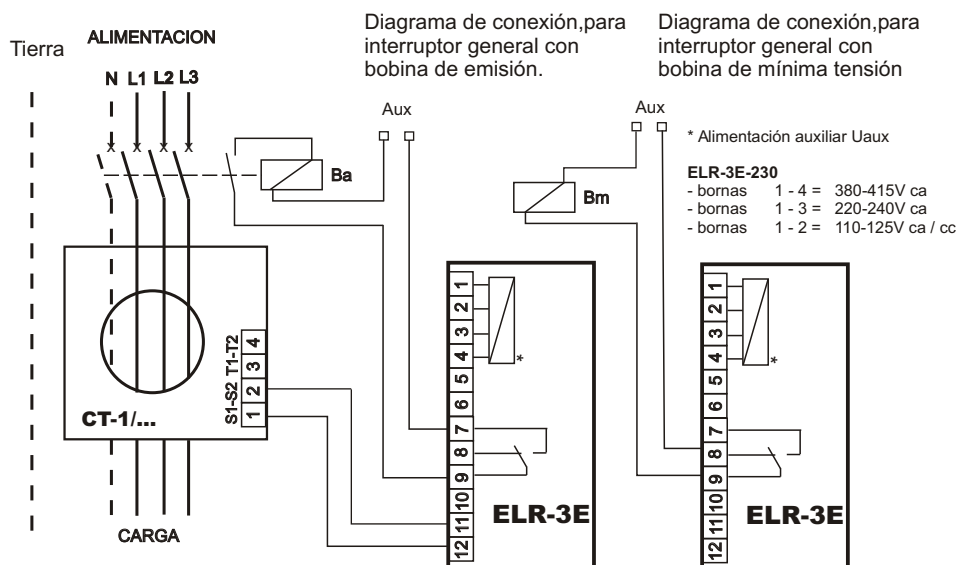 Diagrama de conexión,para
interruptor general con
bobina de emisión.
Diagrama de conexión,para
interruptor general con
bobina de mínima tensión
Tierra
ALIMENTACION
N L1 L2 L3
Aux
Aux
* Alimentación auxiliar Uaux
ELR-3E-230
- bornas 1 - 4 = 380-415V ca
- bornas 1 - 3 = 220-240V ca
- bornas 1 - 2 = 110-125V ca / cc
Ba
Bm
S1-S2 T1-T2
1 2 3 4
CT-1/...
CARGA
1
2
3
4
*
5
6
7
8
9
10
11
12
ELR-3E
1
2
3
4
*
5
6
7
8
9
10
11
12
ELR-3E